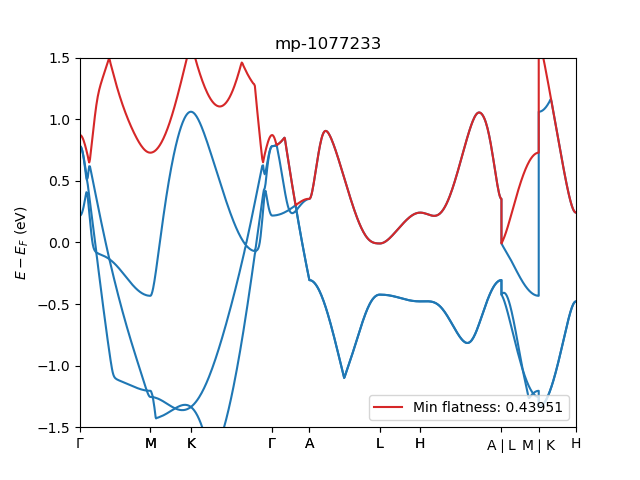 mp-1077233
E − E_F (eV)
1.5
1.0
0.5
0.0
−0.5
−1.0
−1.5
Min flatness: 0.43951
Γ M K Γ A L H A | L M | K H